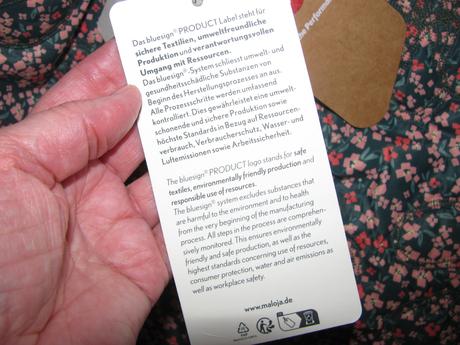 Das bluesign® PRODUCT Label steht für
sichere Textilien, umweltfreundliche
Produktion und verantwortungsvollen
Umgang mit Ressourcen.
Das bluesign®-System schliesst umwelt- und
gesundheitsschädliche Substanzen von
Beginn des Herstellungsprozesses an aus.
Alle Prozessschritte werden umfassend
kontrolliert. Dies gewährleistet eine umwelt-
schonende und sichere Produktion sowie
höchste Standards in Bezug auf Ressourcen-
verbrauch, Verbraucherschutz, Wasser- und
Luftemissionen sowie Arbeitssicherheit.
The bluesign® PRODUCT logo stands for safe
textiles, environmentally friendly production and
responsible use of resources.
The bluesign® system excludes substances that
are harmful to the environment and to health
from the very beginning of the manufacturing
process. All steps in the process are comprehen-
sively monitored. This ensures environmentally
friendly and safe production, as well as the
highest standards concerning use of resources,
consumer protection, water and air emissions as
well as workplace safety.
www.maloja.de
Performa